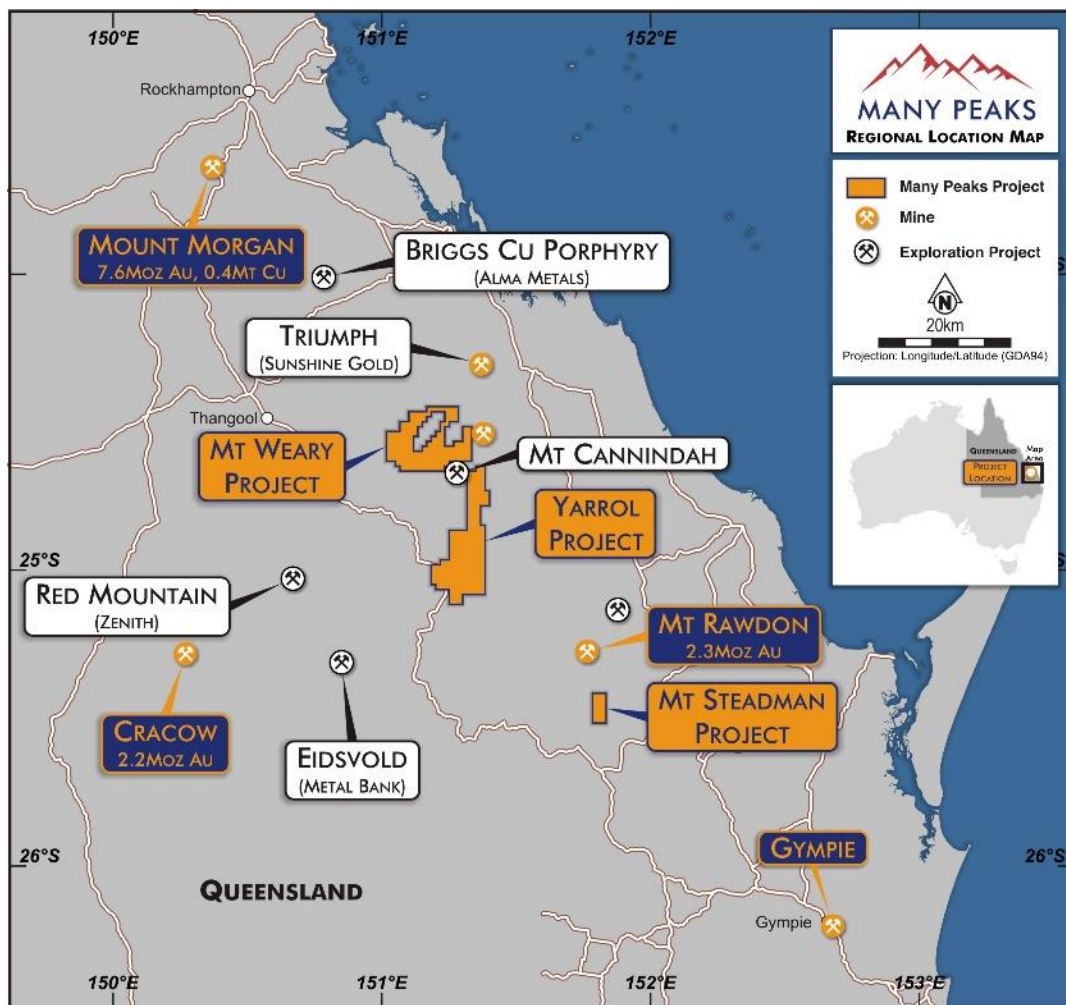 150°E
151°E
152°E
Rockhampton
MANY PEAKS
REGIONAL LOCATION MAP
Many Peaks Project
Mine
Exploration Project
N
20km
Projection: Longitude/Latitude (GDA94)
MOUNT MORGAN
7.6MOZ AU, 0.4MT CU
BRIGGS CU PORPHYRY
(ALMA METALS)
TRIUMPH
(SUNSHINE GOLD)
Thangool
MT WEARY
PROJECT
MT CANNINDAH
YARROL
PROJECT
QUEENSLAND
Map
Area
PROJECT
LOCATION
25°S
RED MOUNTAIN
(ZENITH)
MT RAWDON
2.3MOZ AU
MT STEADMAN
PROJECT
CRACOW
2.2MOZ AU
EIDSVOLD
(METAL BANK)
26°S
26°S
GYMPIE
QUEENSLAND
Gympie
150°E
151°E
152°E
153°E